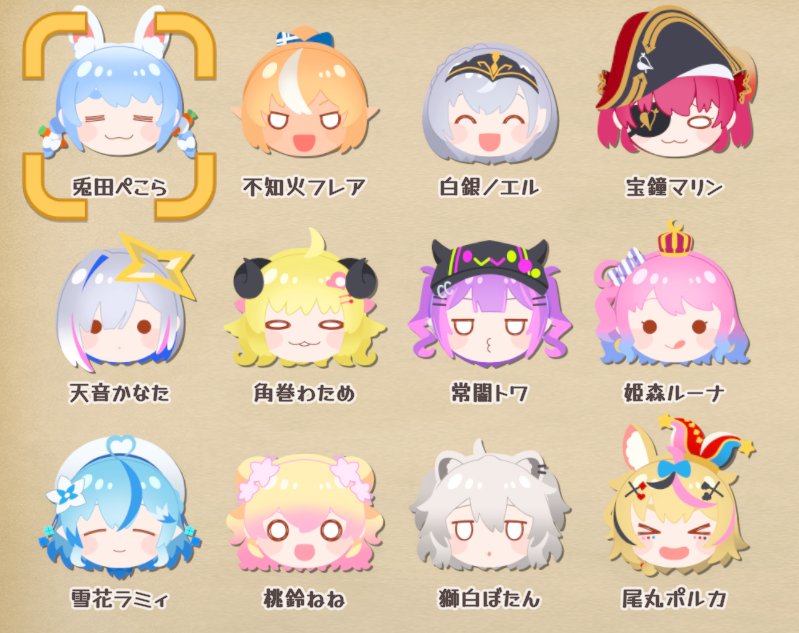 兎田ぺこら
不知火フレア
白銀ノエル
宝鐘マリン
天音かなた
角巻わため
常闇トワ
姫森ルーナ
雪花ラミィ
桃鈴ねね
獅白ぼたん
尾丸ポルカ